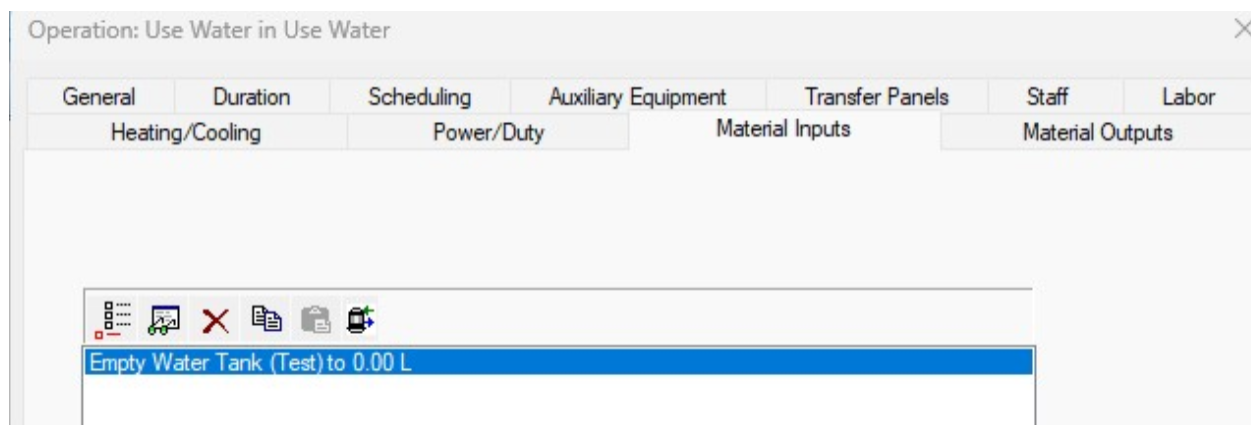 Operation: Use Water in Use Water
General Duration Scheduling Auxiliary Equipment Transfer Panels Staff Labor
Heating/Cooling Power/Duty Material Inputs Material Outputs
Empty Water Tank (Test) to 0.00 L